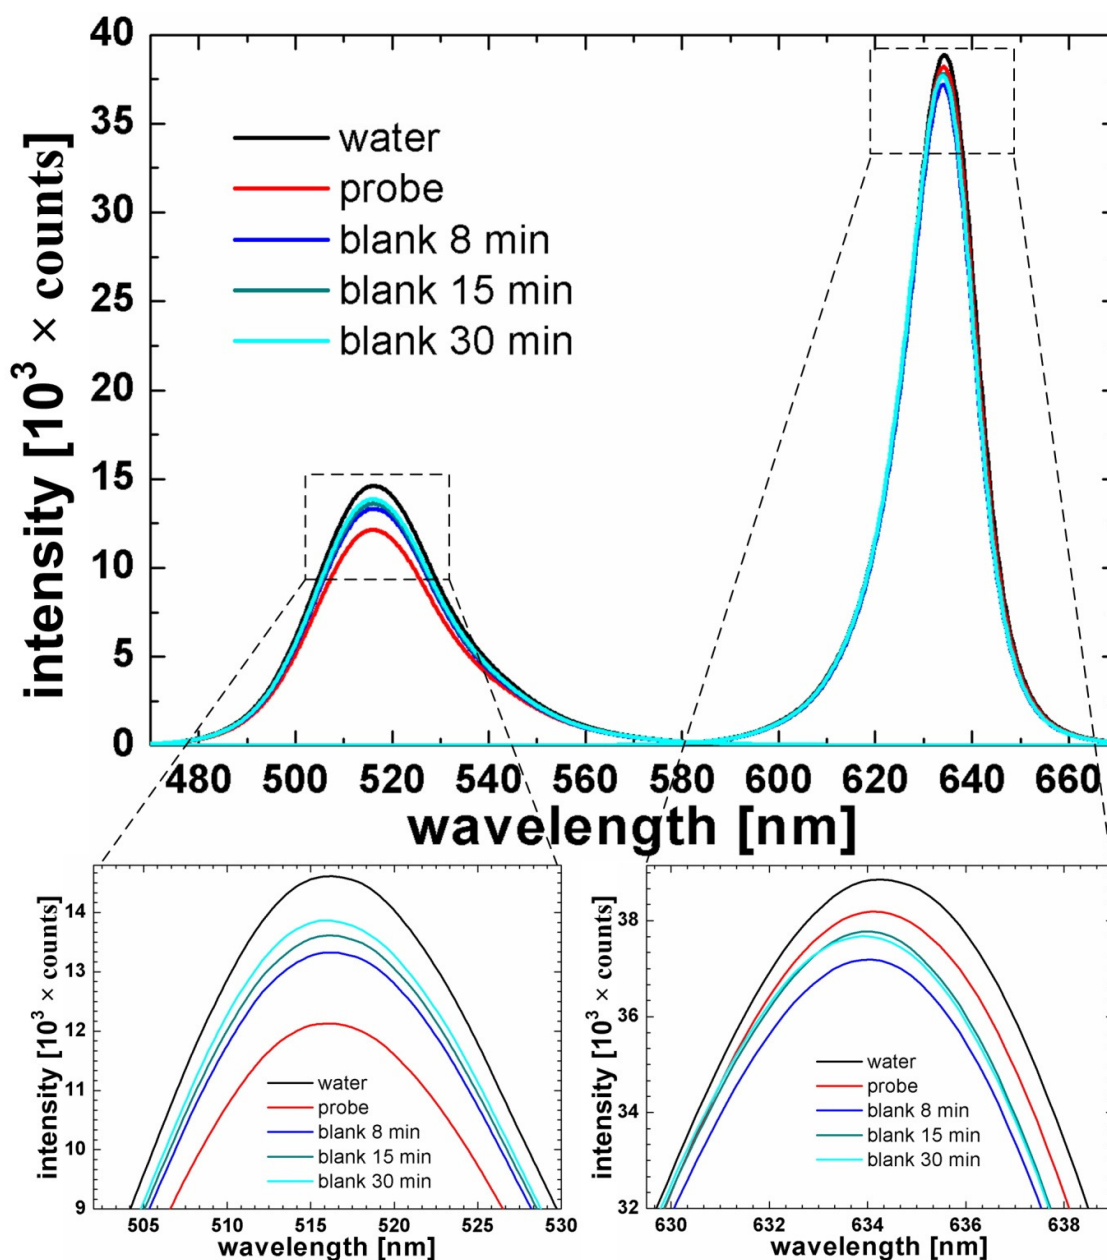 40
35
30
25
20
15
10
5
0
intensity [10³ × counts]
water
probe
blank 8 min
blank 15 min
blank 30 min
480 500 520 540 560 580 600 620 640 660
wavelength [nm]
14
13
12
11
10
9
intensity [10³ × counts]
water
probe
blank 8 min
blank 15 min
blank 30 min
505 510 515 520 525 530
wavelength [nm]
38
36
34
32
intensity [10³ × counts]
water
probe
blank 8 min
blank 15 min
blank 30 min
630 632 634 636 638
wavelength [nm]